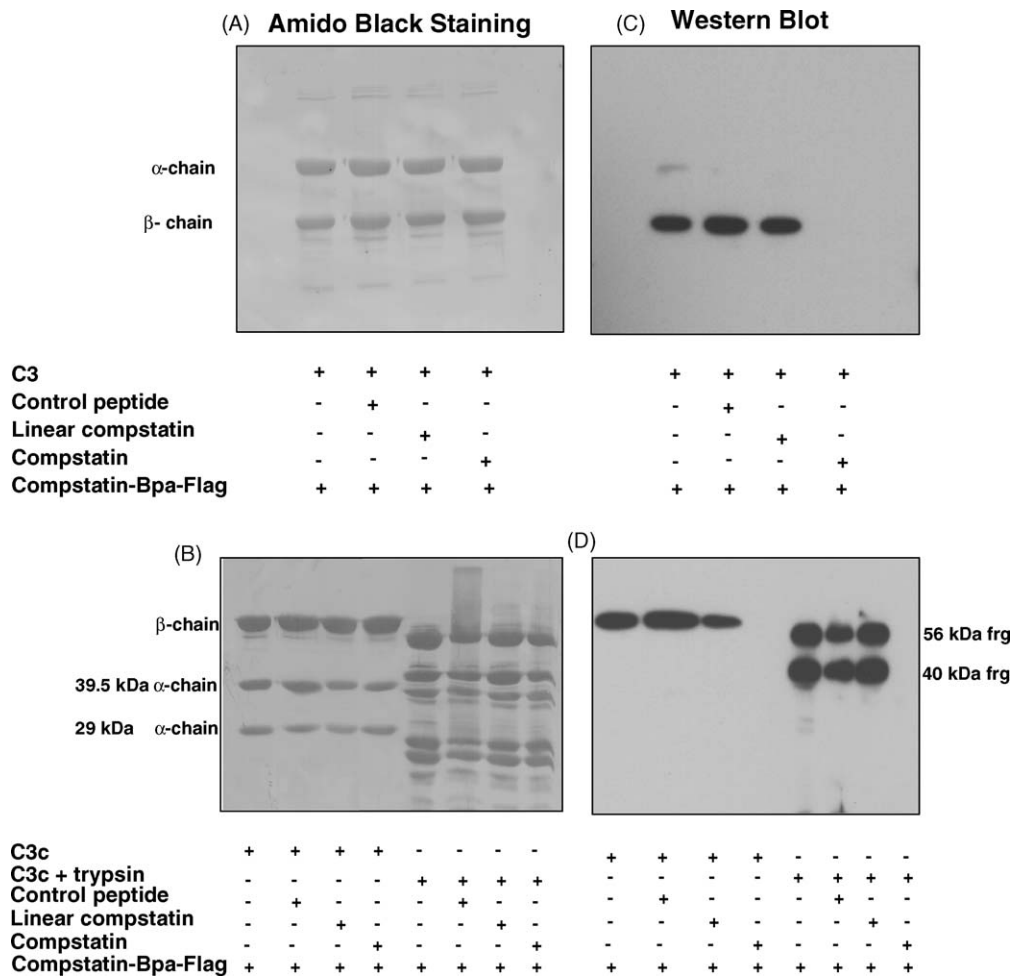 (A) Amido Black Staining
α-chain
β- chain
C3 + + + +
Control peptide - + - -
Linear compstatin - - + -
Compstatin - - - +
Compstatin-Bpa-Flag + + + +
(C) Western Blot
+ + + +
- + - -
- - + -
- - - +
+ + + +
(B)
β-chain
39.5 kDa α-chain
29 kDa α-chain
C3c + + + + - - - -
C3c + trypsin - - - - + + + +
Control peptide - + - - - + - -
Linear compstatin - - + - - - + -
Compstatin - - - + - - - +
Compstatin-Bpa-Flag + + + + + + + +
(D)
56 kDa frg
40 kDa frg
+ + + + - - - -
- - - - + + + +
- + - - - + - -
- - + - - - + -
- - - + - - - +
+ + + + + + + +